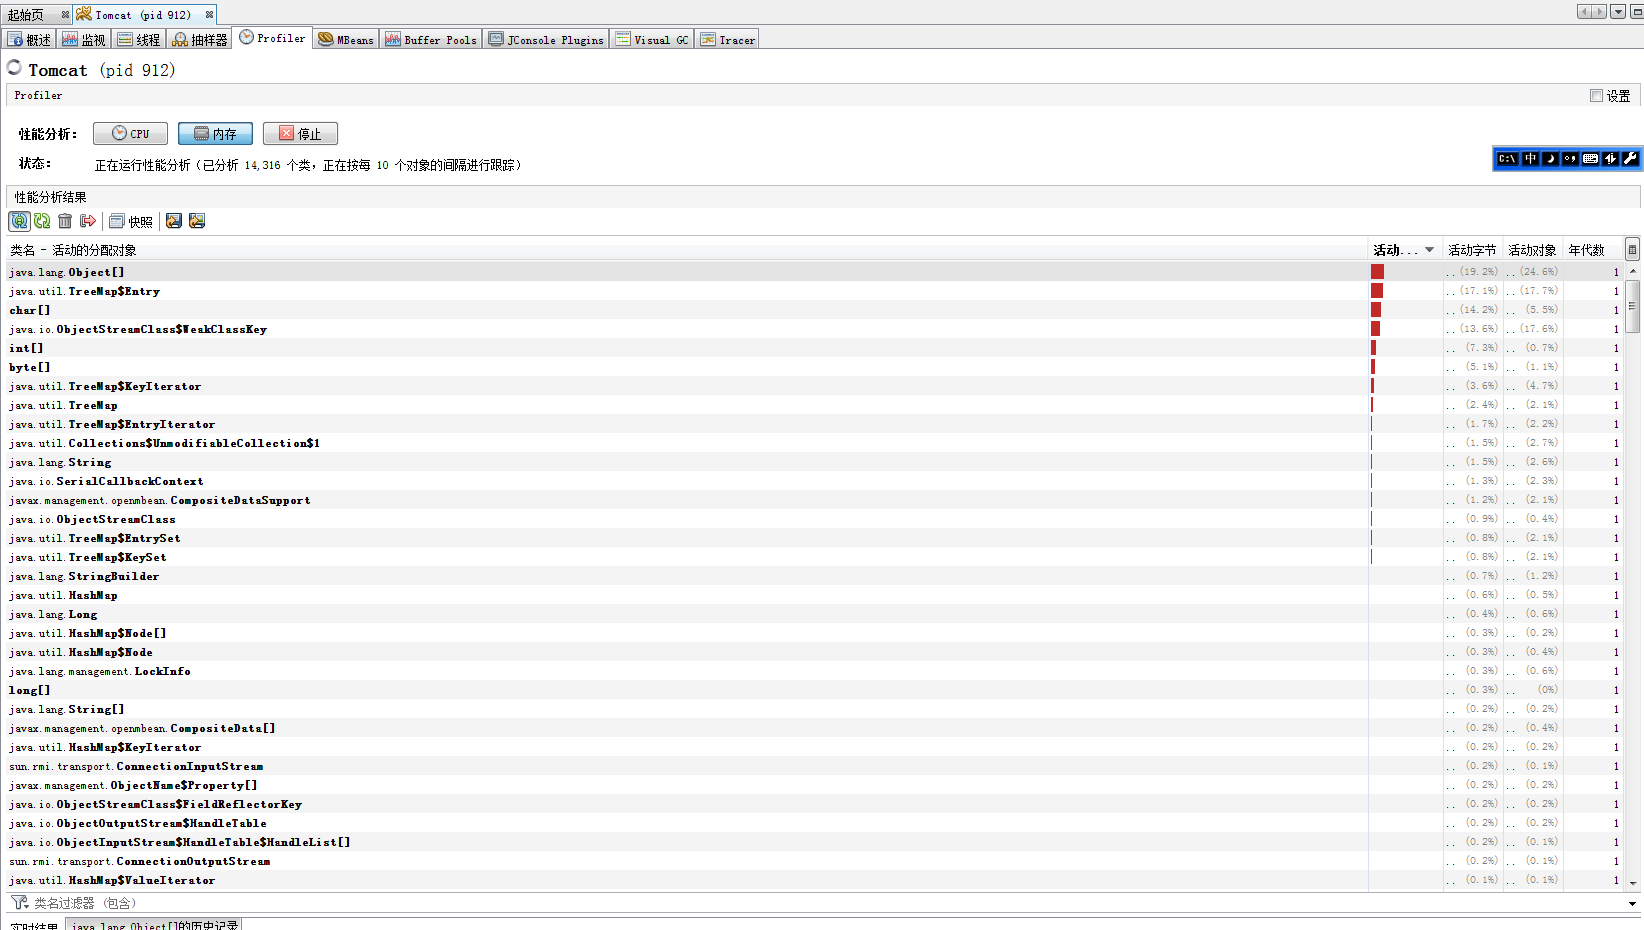 起始页 Tomcat (pid 912)
概述 监视 线程 抽样器 Profiler MBeans Buffer Pools JConsole Plugins Visual GC Tracer
Tomcat (pid 912)
Profiler 设置
性能分析: CPU 内存 停止
状态: 正在运行性能分析（已分析 14,316 个类，正在按每 10 个对象的间隔进行跟踪）
C:\ 中
性能分析结果
快照
类名 - 活动的分配对象 活动... 活动字节 活动对象 年代数
java.lang.Object[] .. (19.2%) .. (24.6%) 1
java.util.TreeMap$Entry .. (17.1%) .. (17.7%) 1
char[] .. (14.2%) .. (5.5%) 1
java.io.ObjectStreamClass$WeakClassKey .. (13.6%) .. (17.6%) 1
int[] .. (7.3%) .. (0.7%) 1
byte[] .. (5.1%) .. (1.1%) 1
java.util.TreeMap$KeyIterator .. (3.6%) .. (4.7%) 1
java.util.TreeMap .. (2.4%) .. (2.1%) 1
java.util.TreeMap$EntryIterator .. (1.7%) .. (2.2%) 1
java.util.Collections$UnmodifiableCollection$1 .. (1.5%) .. (2.7%) 1
java.lang.String .. (1.5%) .. (2.6%) 1
java.io.SerialCallbackContext .. (1.3%) .. (2.3%) 1
javax.management.openmbean.CompositeDataSupport .. (1.2%) .. (2.1%) 1
java.io.ObjectStreamClass .. (0.9%) .. (0.4%) 1
java.util.TreeMap$EntrySet .. (0.8%) .. (2.1%) 1
java.util.TreeMap$KeySet .. (0.8%) .. (2.1%) 1
java.lang.StringBuilder .. (0.7%) .. (1.2%) 1
java.util.HashMap .. (0.6%) .. (0.5%) 1
java.lang.Long .. (0.4%) .. (0.6%) 1
java.util.HashMap$Node[] .. (0.3%) .. (0.2%) 1
java.util.HashMap$Node .. (0.3%) .. (0.4%) 1
java.lang.management.LockInfo .. (0.3%) .. (0.6%) 1
long[] .. (0.3%) .. (0%) 1
java.lang.String[] .. (0.2%) .. (0.2%) 1
javax.management.openmbean.CompositeData[] .. (0.2%) .. (0.4%) 1
java.util.HashMap$KeyIterator .. (0.2%) .. (0.2%) 1
sun.rmi.transport.ConnectionInputStream .. (0.2%) .. (0.1%) 1
javax.management.ObjectName$Property[] .. (0.2%) .. (0.2%) 1
java.io.ObjectStreamClass$FieldReflectorKey .. (0.2%) .. (0.2%) 1
java.io.ObjectOutputStream$HandleTable .. (0.2%) .. (0.2%) 1
java.io.ObjectInputStream$HandleTable$HandleList[] .. (0.2%) .. (0.1%) 1
sun.rmi.transport.ConnectionOutputStream .. (0.2%) .. (0.1%) 1
java.util.HashMap$ValueIterator .. (0.1%) .. (0.1%) 1
类名过滤器 （包含）
实时结果 java.lang.Object[]的历史记录